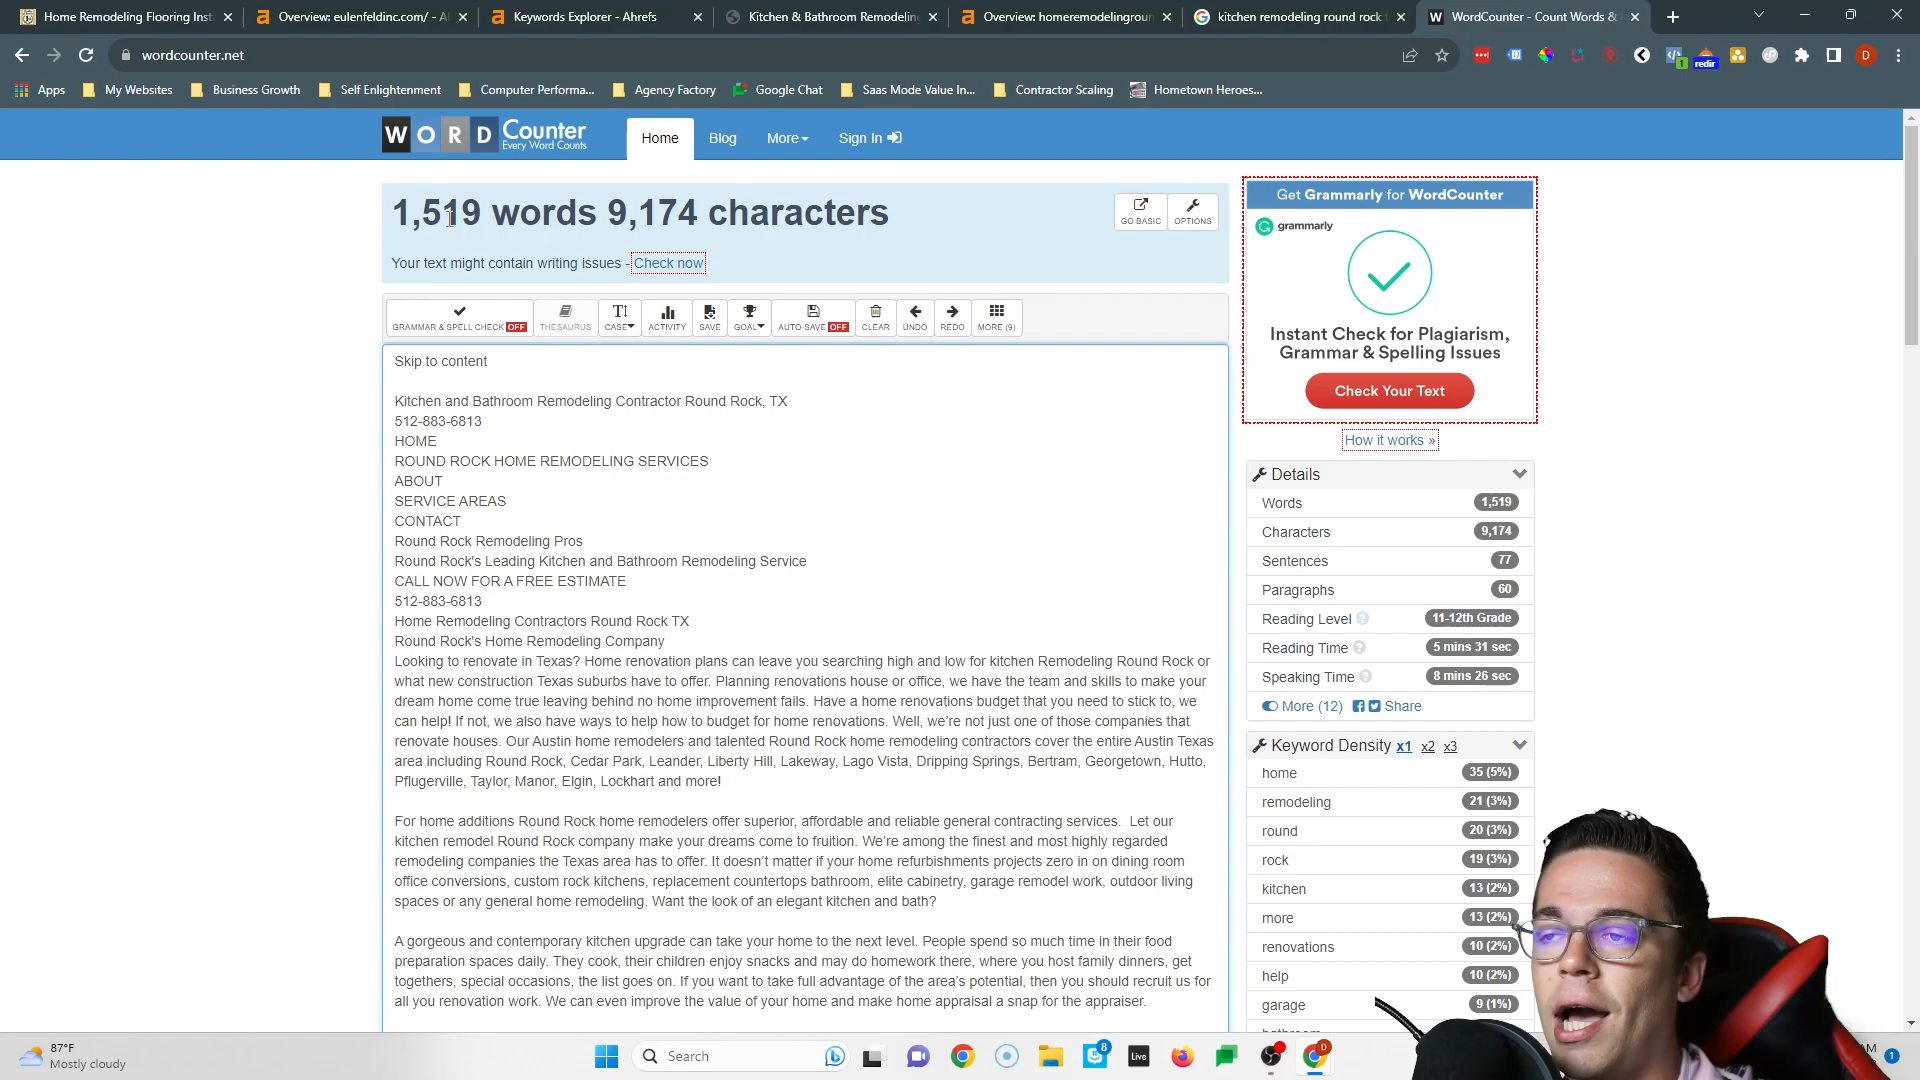 Home Remodeling Flooring Inst
Overview: eulenfeldinc.com/ - A
Keywords Explorer - Ahrefs
Kitchen & Bathroom Remodeling
Overview: homeremodelingroun
kitchen remodeling round rock t
WordCounter - Count Words &
wordcounter.net
1
redir
D
Apps
My Websites
Business Growth
Self Enlightenment
Computer Performa...
Agency Factory
Google Chat
Saas Mode Value In...
Contractor Scaling
Hometown Heroes...
WORD Counter
Every Word Counts
Home
Blog
More
Sign In
1,519 words 9,174 characters
GO BASIC
OPTIONS
Your text might contain writing issues - Check now
GRAMMAR & SPELL CHECK OFF
THESAURUS
CASE
ACTIVITY
SAVE
GOAL
AUTO-SAVE OFF
CLEAR
UNDO
REDO
MORE (9)
Skip to content
Kitchen and Bathroom Remodeling Contractor Round Rock, TX
512-883-6813
HOME
ROUND ROCK HOME REMODELING SERVICES
ABOUT
SERVICE AREAS
CONTACT
Round Rock Remodeling Pros
Round Rock's Leading Kitchen and Bathroom Remodeling Service
CALL NOW FOR A FREE ESTIMATE
512-883-6813
Home Remodeling Contractors Round Rock TX
Round Rock's Home Remodeling Company
Looking to renovate in Texas? Home renovation plans can leave you searching high and low for kitchen Remodeling Round Rock or
what new construction Texas suburbs have to offer. Planning renovations house or office, we have the team and skills to make your
dream home come true leaving behind no home improvement fails. Have a home renovations budget that you need to stick to, we
can help! If not, we also have ways to help how to budget for home renovations. Well, we're not just one of those companies that
renovate houses. Our Austin home remodelers and talented Round Rock home remodeling contractors cover the entire Austin Texas
area including Round Rock, Cedar Park, Leander, Liberty Hill, Lakeway, Lago Vista, Dripping Springs, Bertram, Georgetown, Hutto,
Pflugerville, Taylor, Manor, Elgin, Lockhart and more!
For home additions Round Rock home remodelers offer superior, affordable and reliable general contracting services. Let our
kitchen remodel Round Rock company make your dreams come to fruition. We're among the finest and most highly regarded
remodeling companies the Texas area has to offer. It doesn't matter if your home refurbishments projects zero in on dining room
office conversions, custom rock kitchens, replacement countertops bathroom, elite cabinetry, garage remodel work, outdoor living
spaces or any general home remodeling. Want the look of an elegant kitchen and bath?
A gorgeous and contemporary kitchen upgrade can take your home to the next level. People spend so much time in their food
preparation spaces daily. They cook, their children enjoy snacks and may do homework there, where you host family dinners, get
togethers, special occasions, the list goes on. If you want to take full advantage of the area's potential, then you should recruit us for
all you renovation work. We can even improve the value of your home and make home appraisal a snap for the appraiser.
Get Grammarly for WordCounter
grammarly
Instant Check for Plagiarism,
Grammar & Spelling Issues
Check Your Text
How it works »
Details
Words 1,519
Characters 9,174
Sentences 77
Paragraphs 60
Reading Level 11-12th Grade
Reading Time 5 mins 31 sec
Speaking Time 8 mins 26 sec
More (12) Share
Keyword Density x1 x2 x3
home 35 (5%)
remodeling 21 (3%)
round 20 (3%)
rock 19 (3%)
kitchen 13 (2%)
more 13 (2%)
renovations 10 (2%)
help 10 (2%)
garage 9 (1%)
87°F
Mostly cloudy
Search
8
Live
D
AM
1